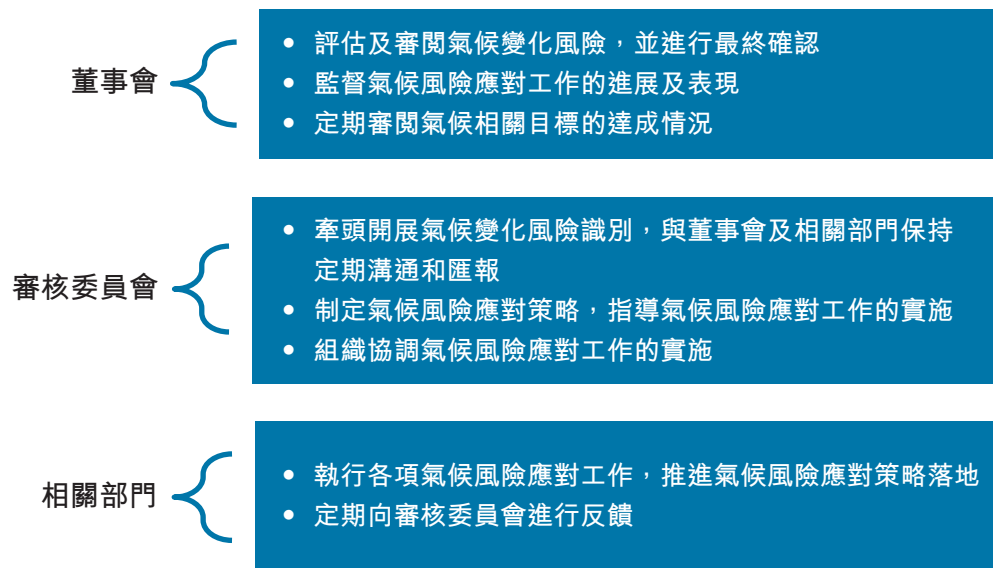 董事會
• 評估及審閱氣候變化風險，並進行最終確認
• 監督氣候風險應對工作的進展及表現
• 定期審閱氣候相關目標的達成情況
審核委員會
• 牽頭開展氣候變化風險識別，與董事會及相關部門保持
定期溝通和匯報
• 制定氣候風險應對策略，指導氣候風險應對工作的實施
• 組織協調氣候風險應對工作的實施
相關部門
• 執行各項氣候風險應對工作，推進氣候風險應對策略落地
• 定期向審核委員會進行反饋